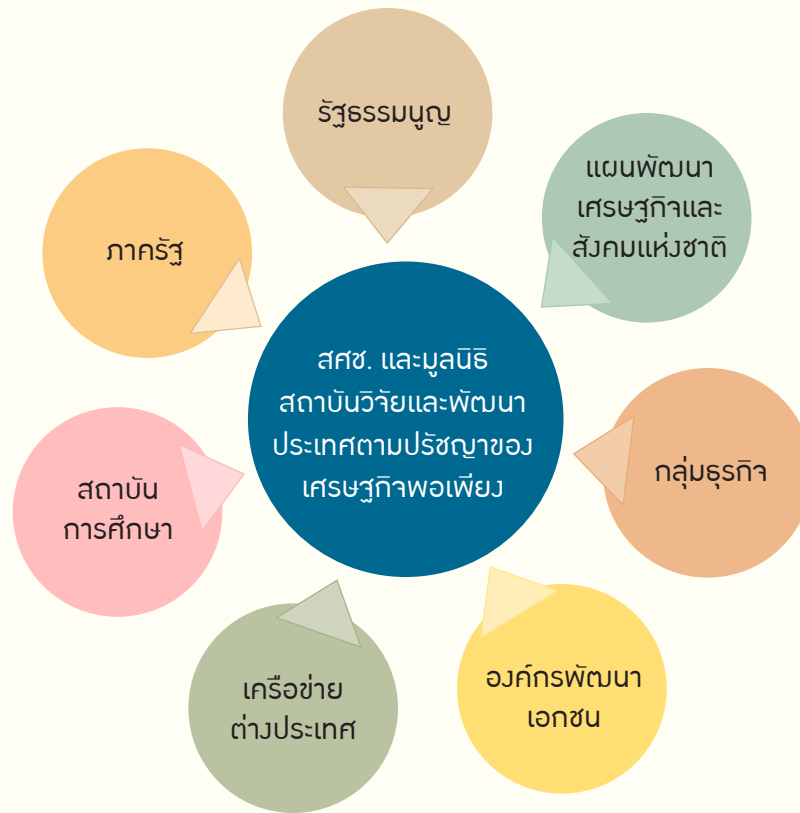 รัฐธรรมนูญ
แผนพัฒนา
เศรษฐกิจและ
สังคมแห่งชาติ
ภาครัฐ
สศช. และมูลนิธิ
สถาบันวิจัยและพัฒนา
ประเทศตามปรัชญาของ
เศรษฐกิจพอเพียง
กลุ่มธุรกิจ
สถาบัน
การศึกษา
องค์กรพัฒนา
เอกชน
เครือข่าย
ต่างประเทศ